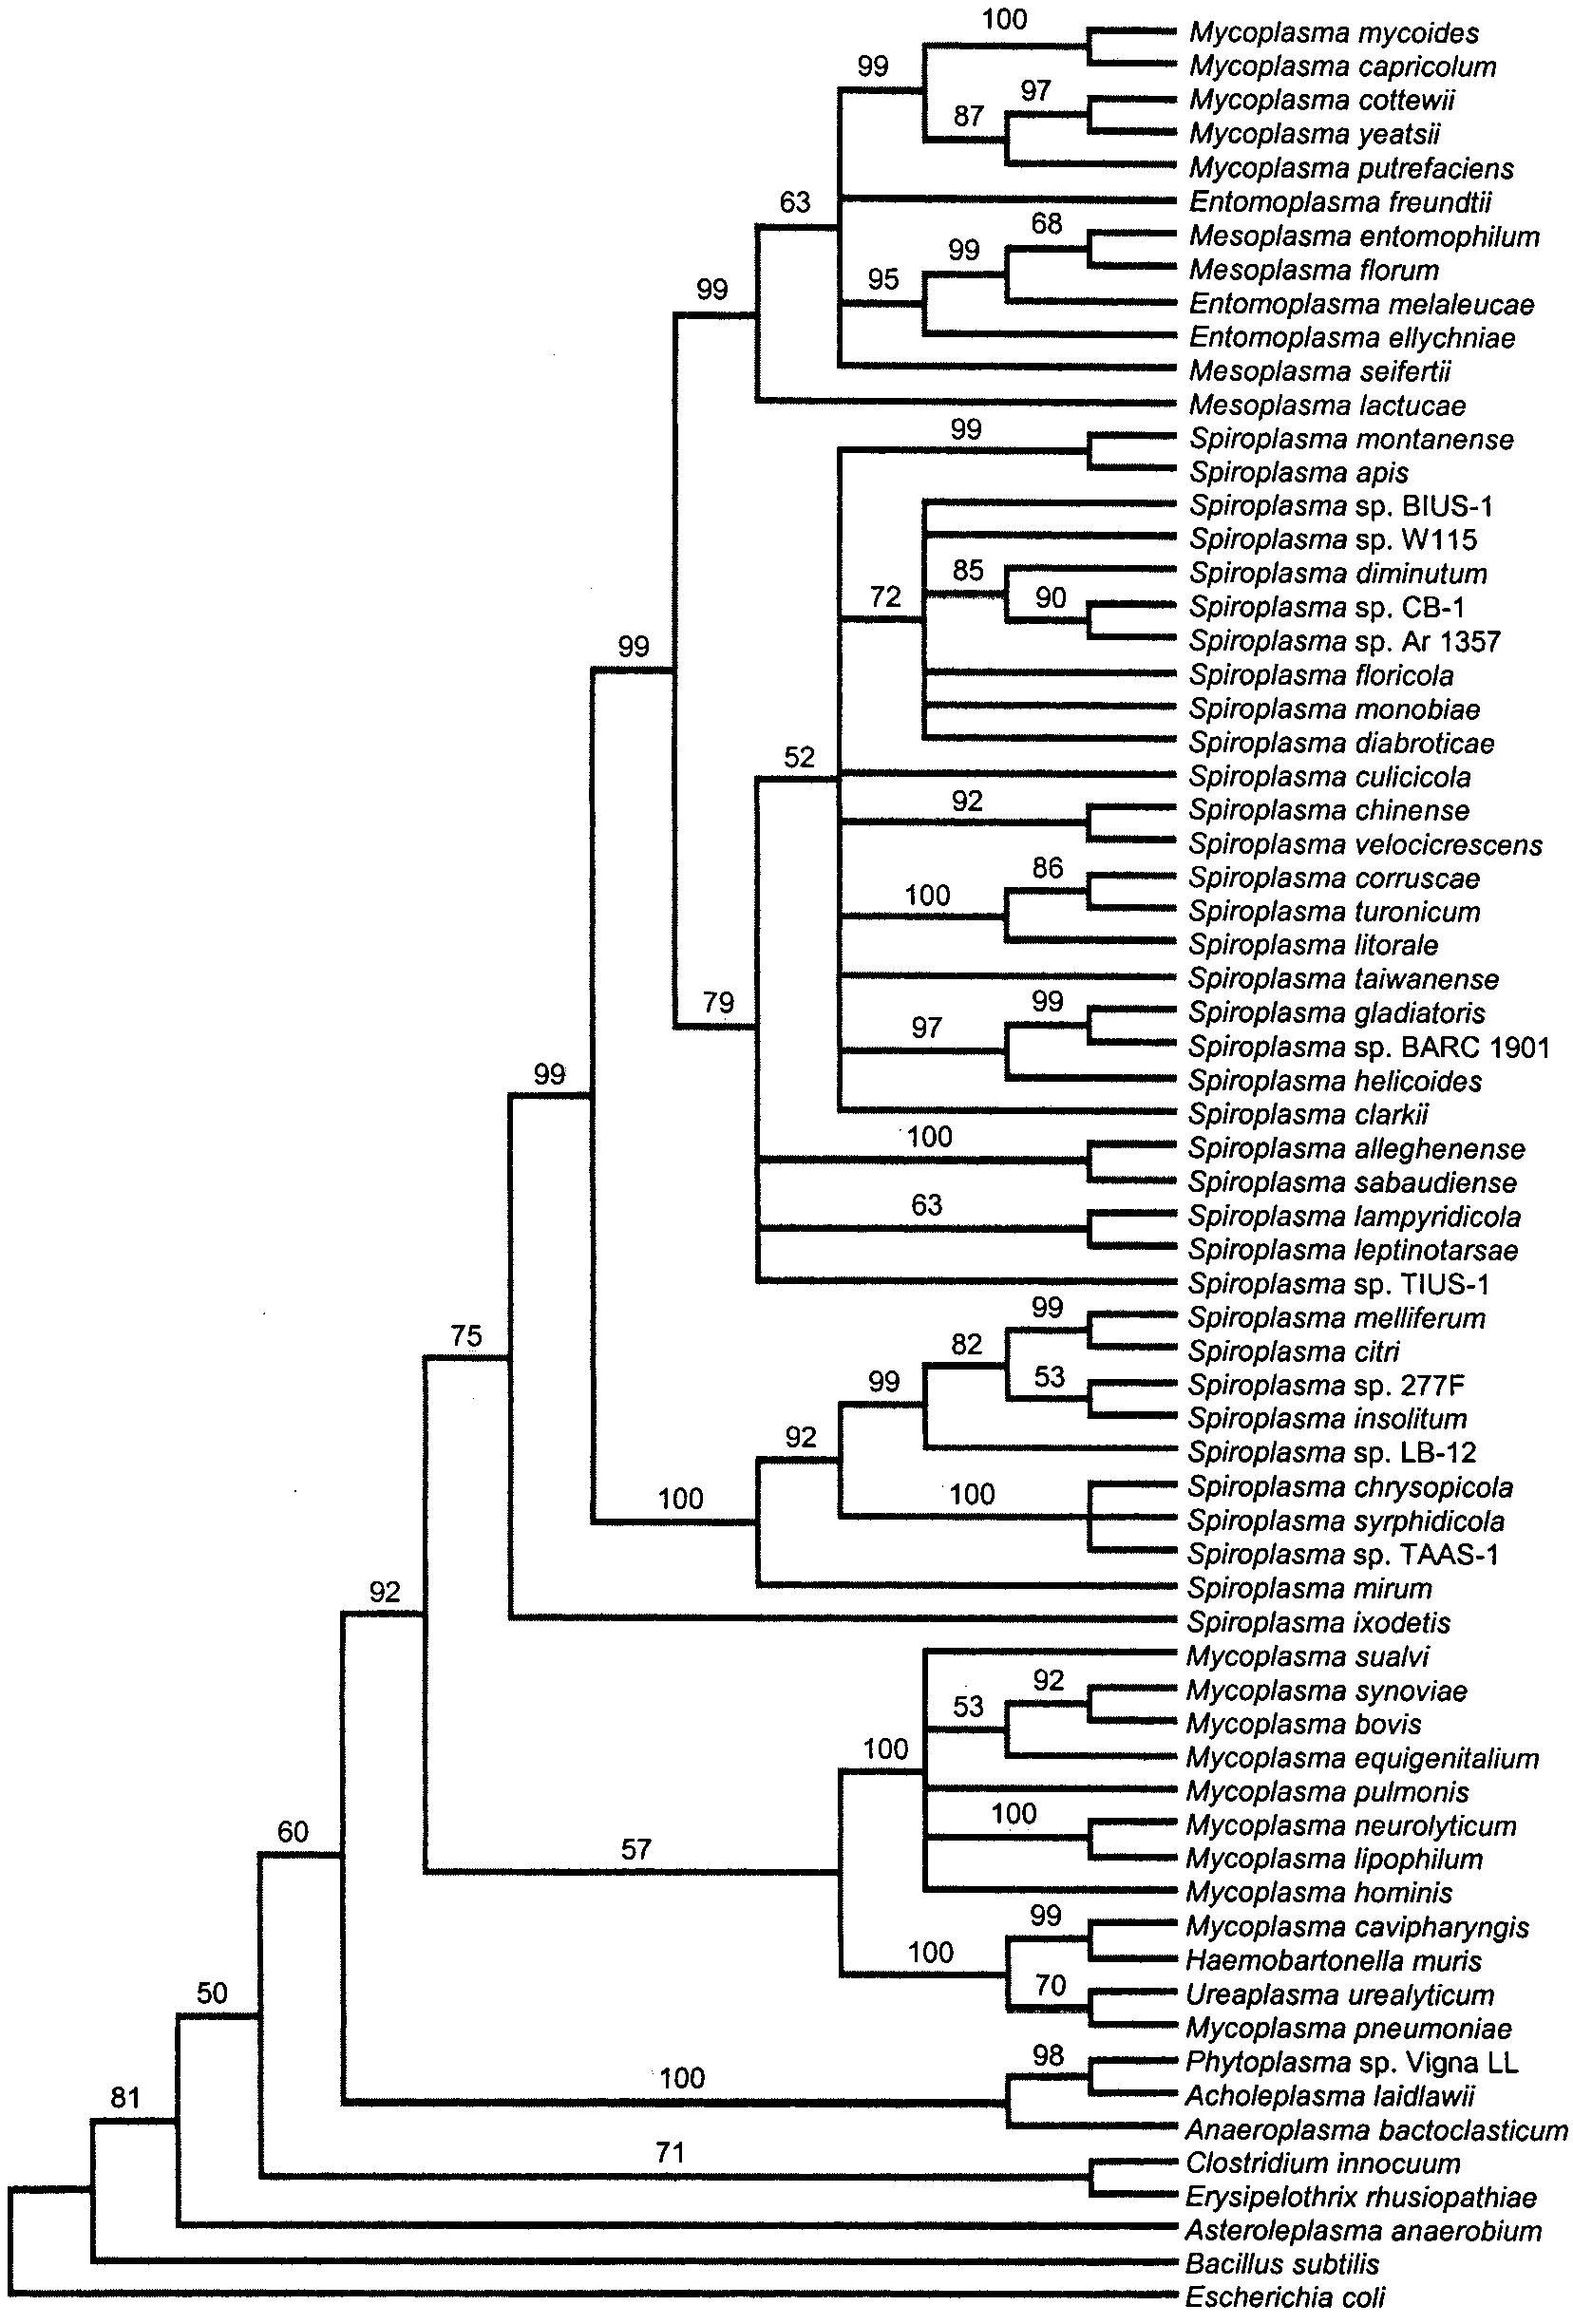 100
Mycoplasma mycoides
99
Mycoplasma capricolum
97
Mycoplasma cottewii
87
Mycoplasma yeatsii
Mycoplasma putrefaciens
63
Entomoplasma freundtii
68
Mesoplasma entomophilum
99
Mesoplasma florum
95
99
Entomoplasma melaleucae
Entomoplasma ellychniae
Mesoplasma seifertii
Mesoplasma lactucae
99
Spiroplasma montanense
Spiroplasma apis
Spiroplasma sp. BIUS-1
Spiroplasma sp. W115
85
Spiroplasma diminutum
72
90
Spiroplasma sp. CB-1
99
Spiroplasma sp. Ar 1357
Spiroplasma floricola
Spiroplasma monobiae
Spiroplasma diabroticae
52
Spiroplasma culicicola
92
Spiroplasma chinense
Spiroplasma velocicrescens
86
Spiroplasma corruscae
100
Spiroplasma turonicum
Spiroplasma litorale
Spiroplasma taiwanense
79
99
Spiroplasma gladiatoris
97
Spiroplasma sp. BARC 1901
99
Spiroplasma helicoides
Spiroplasma clarkii
100
Spiroplasma alleghenense
Spiroplasma sabaudiense
63
Spiroplasma lampyridicola
Spiroplasma leptinotarsae
Spiroplasma sp. TIUS-1
99
Spiroplasma melliferum
75
82
Spiroplasma citri
99
53
Spiroplasma sp. 277F
Spiroplasma insolitum
92
Spiroplasma sp. LB-12
100
100
Spiroplasma chrysopicola
Spiroplasma syrphidicola
Spiroplasma sp. TAAS-1
92
Spiroplasma mirum
Spiroplasma ixodetis
Mycoplasma sualvi
92
Mycoplasma synoviae
53
Mycoplasma bovis
100
Mycoplasma equigenitalium
Mycoplasma pulmonis
60
100
Mycoplasma neurolyticum
57
Mycoplasma lipophilum
Mycoplasma hominis
99
Mycoplasma cavipharyngis
100
Haemobartonella muris
50
70
Ureaplasma urealyticum
Mycoplasma pneumoniae
98
Phytoplasma sp. Vigna LL
100
Acholeplasma laidlawii
81
Anaeroplasma bactoclasticum
71
Clostridium innocuum
Erysipelothrix rhusiopathiae
Asteroleplasma anaerobium
Bacillus subtilis
Escherichia coli